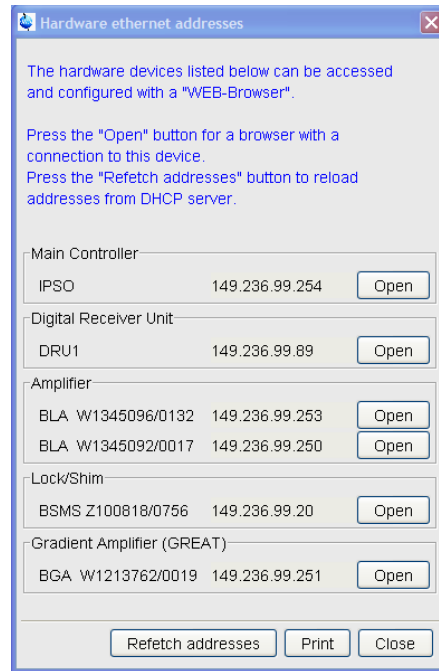 Hardware ethernet addresses
The hardware devices listed below can be accessed
and configured with a "WEB-Browser".
Press the "Open" button for a browser with a
connection to this device.
Press the "Refetch addresses" button to reload
addresses from DHCP server.
Main Controller
IPSO 149.236.99.254 Open
Digital Receiver Unit
DRU1 149.236.99.89 Open
Amplifier
BLA W1345096/0132 149.236.99.253 Open
BLA W1345092/0017 149.236.99.250 Open
Lock/Shim
BSMS Z100818/0756 149.236.99.20 Open
Gradient Amplifier (GREAT)
BGA W1213762/0019 149.236.99.251 Open
Refetch addresses Print Close